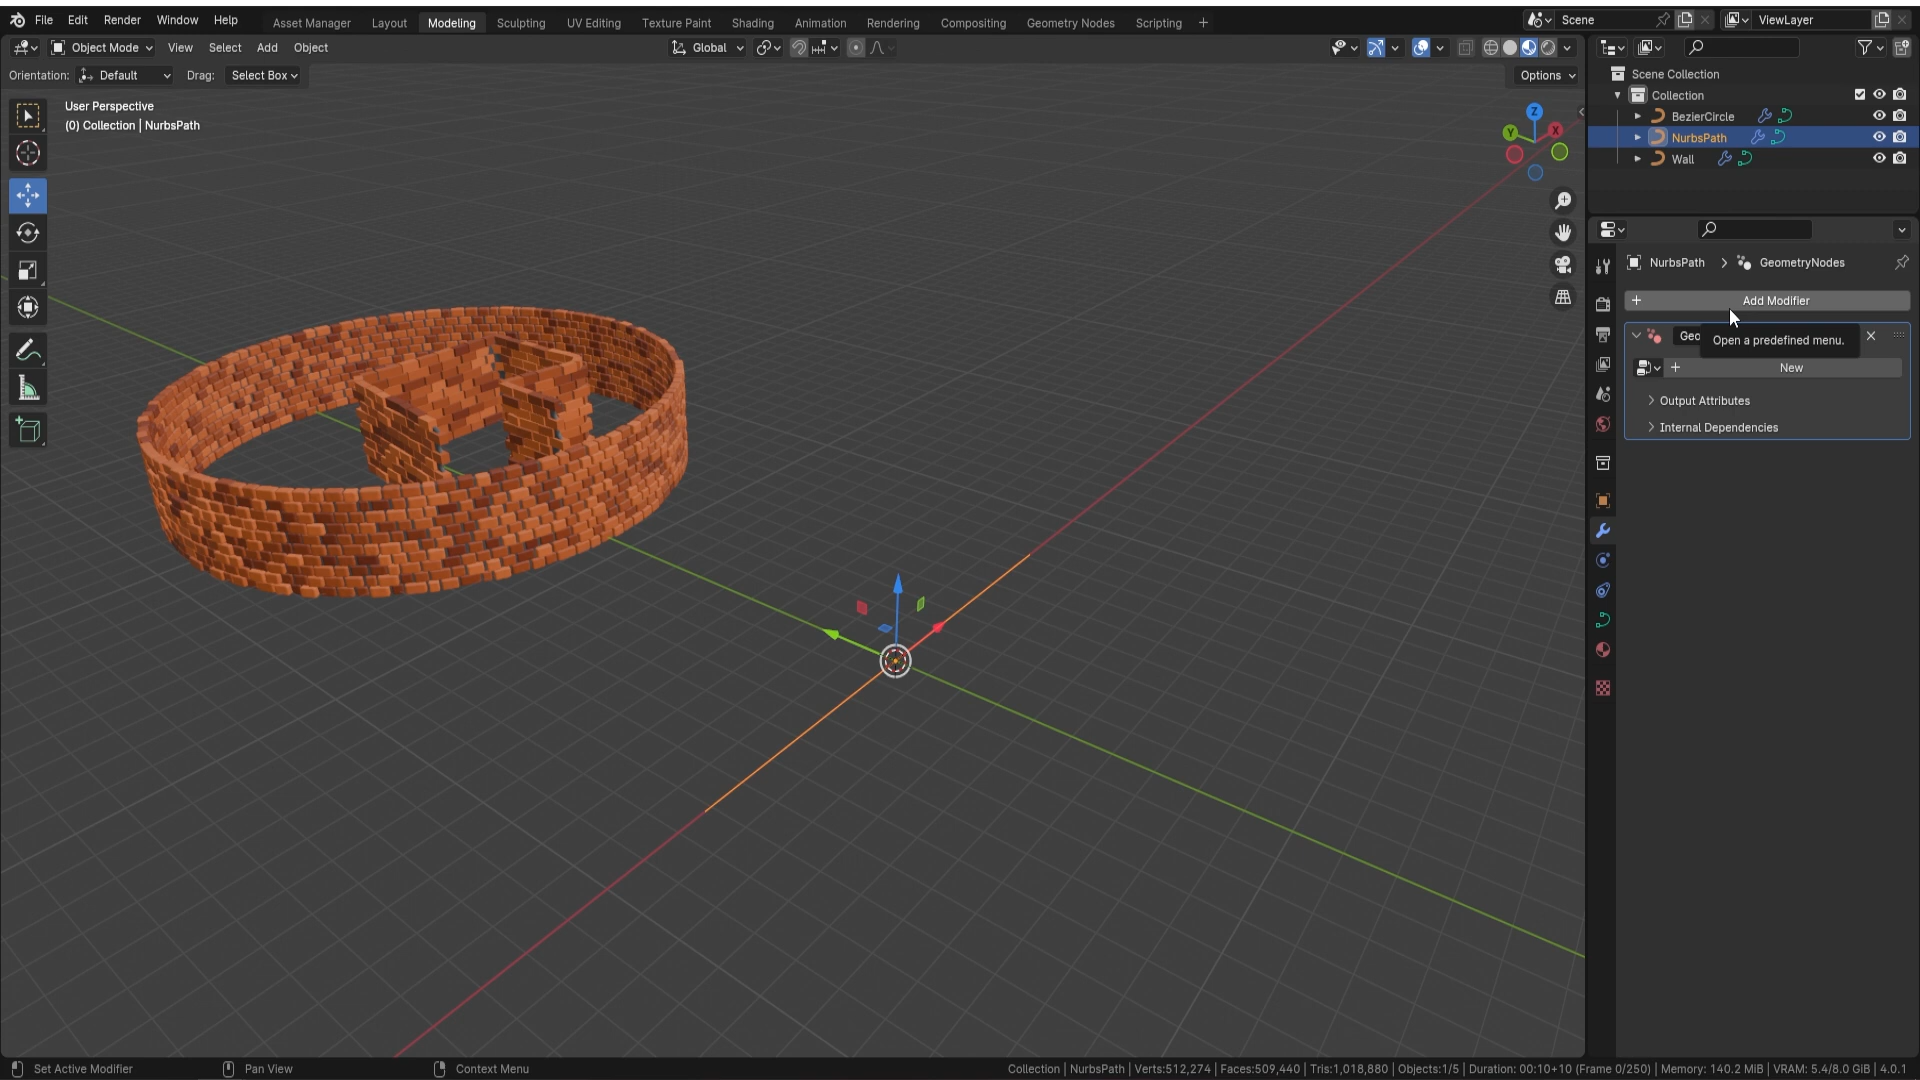 File Edit Render Window Help Asset Manager Layout Modeling Sculpting UV Editing Texture Paint Shading Animation Rendering Compositing Geometry Nodes Scripting + Scene ViewLayer
Object Mode View Select Add Object Global
Orientation: Default Drag: Select Box Options
User Perspective
(0) Collection | NurbsPath
Z
Y
X
Scene Collection
Collection
BezierCircle
NurbsPath
Wall
NurbsPath > GeometryNodes
+ Add Modifier
Geo
Open a predefined menu.
+ New
> Output Attributes
> Internal Dependencies
Set Active Modifier Pan View Context Menu Collection | NurbsPath | Verts:512,274 | Faces:509,440 | Tris:1,018,880 | Objects:1/5 | Duration: 00:10+10 (Frame 0/250) | Memory: 140.2 MiB | VRAM: 5.4/8.0 GiB | 4.0.1